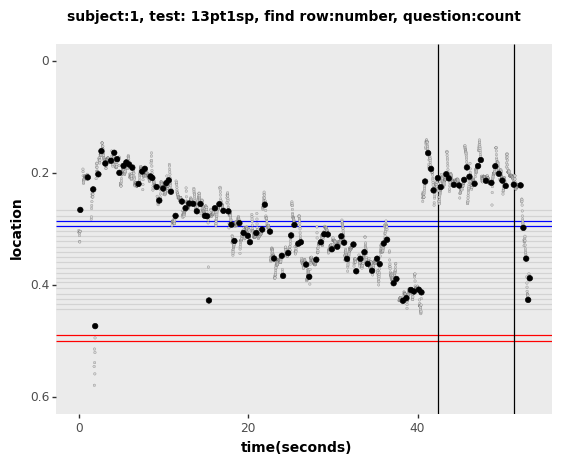 subject:1, test: 13pt1sp, find row:number, question:count
0
0.2
0.4
0.6
location
0
20
40
time(seconds)